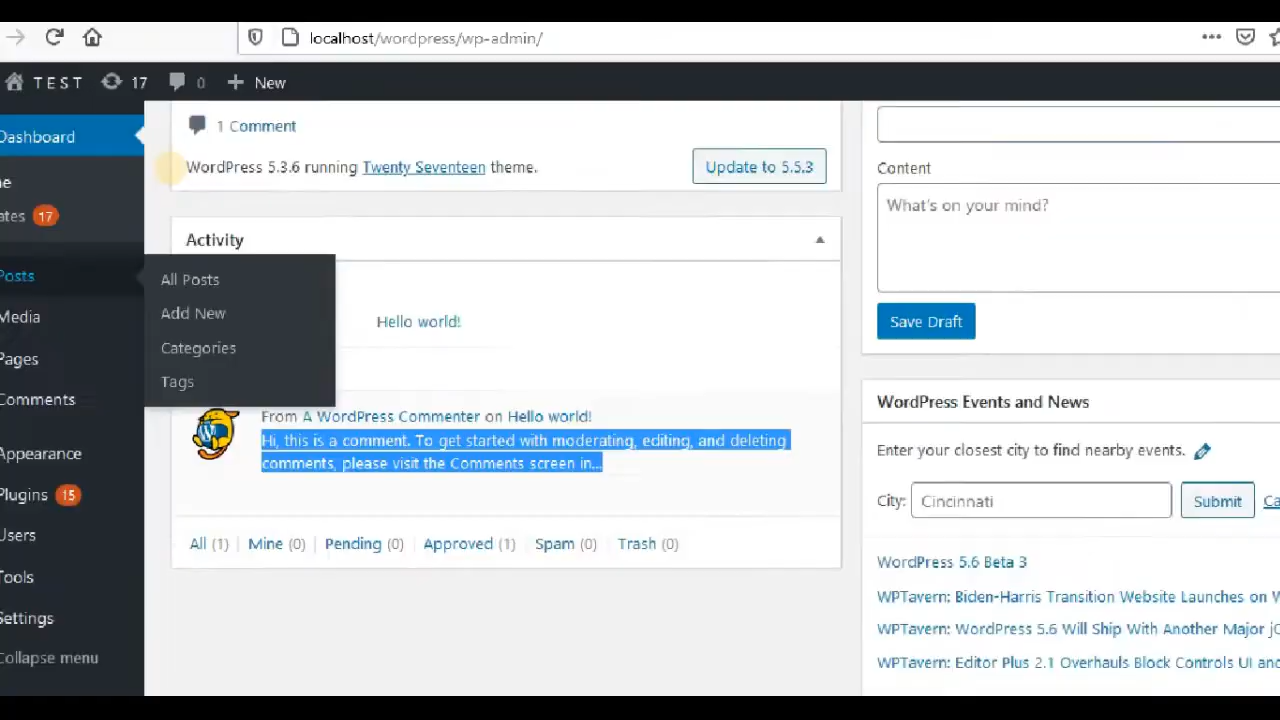 localhost/wordpress/wp-admin/
TEST 17 0 New
Dashboard
me
ates 17
Posts
Media
Pages
Comments
Appearance
Plugins 15
Users
Tools
Settings
Collapse menu
All Posts
Add New
Categories
Tags
1 Comment
WordPress 5.3.6 running Twenty Seventeen theme.
Update to 5.5.3
Activity
Hello world!
From A WordPress Commenter on Hello world!
Hi, this is a comment. To get started with moderating, editing, and deleting
comments, please visit the Comments screen in...
All (1) Mine (0) Pending (0) Approved (1) Spam (0) Trash (0)
Content
What's on your mind?
Save Draft
WordPress Events and News
Enter your closest city to find nearby events.
City: Cincinnati Submit Ca
WordPress 5.6 Beta 3
WPTavern: Biden-Harris Transition Website Launches on W
WPTavern: WordPress 5.6 Will Ship With Another Major jQ
WPTavern: Editor Plus 2.1 Overhauls Block Controls UI and